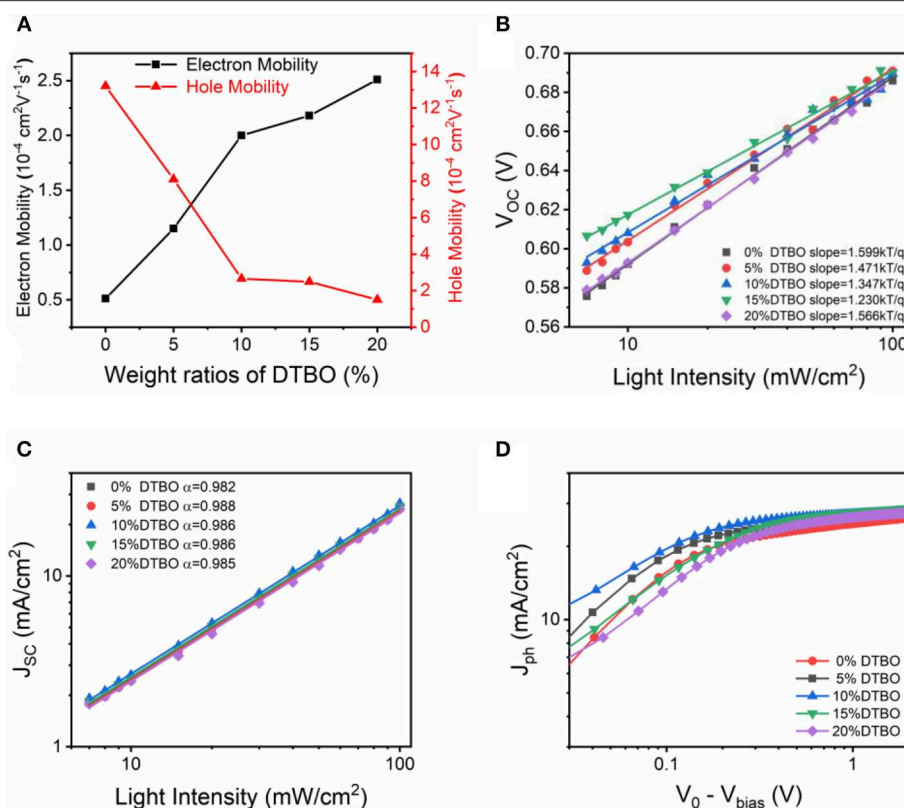 A
Electron Mobility
Hole Mobility
Electron Mobility (10⁻⁴ cm²V⁻¹s⁻¹)
2.5
2.0
1.5
1.0
0.5
14
12
10
8
6
4
2
0
Hole Mobility (10⁻⁴ cm²V⁻¹s⁻¹)
0 5 10 15 20
Weight ratios of DTBO (%)
B
V_OC (V)
0.70
0.68
0.66
0.64
0.62
0.60
0.58
0.56
0% DTBO slope=1.599kT/q
5% DTBO slope=1.471kT/q
10%DTBO slope=1.347kT/q
15%DTBO slope=1.230kT/q
20%DTBO slope=1.566kT/q
10 100
Light Intensity (mW/cm²)
C
J_SC (mA/cm²)
10
1
0% DTBO α=0.982
5% DTBO α=0.988
10%DTBO α=0.986
15%DTBO α=0.986
20%DTBO α=0.985
10 100
Light Intensity (mW/cm²)
D
J_ph (mA/cm²)
10
0% DTBO
5% DTBO
10%DTBO
15%DTBO
20%DTBO
0.1 1
V₀ - V_bias (V)